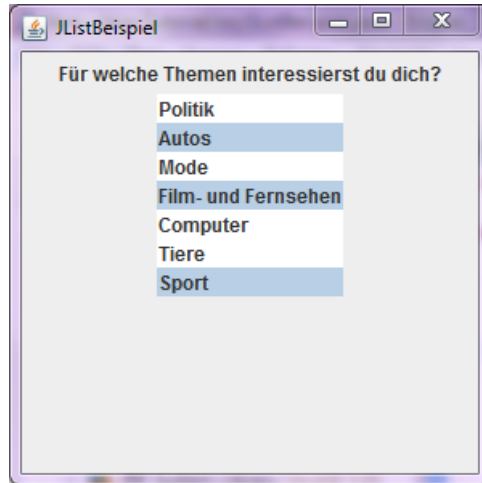 JListBeispiel
Für welche Themen interessierst du dich?
Politik
Autos
Mode
Film- und Fernsehen
Computer
Tiere
Sport